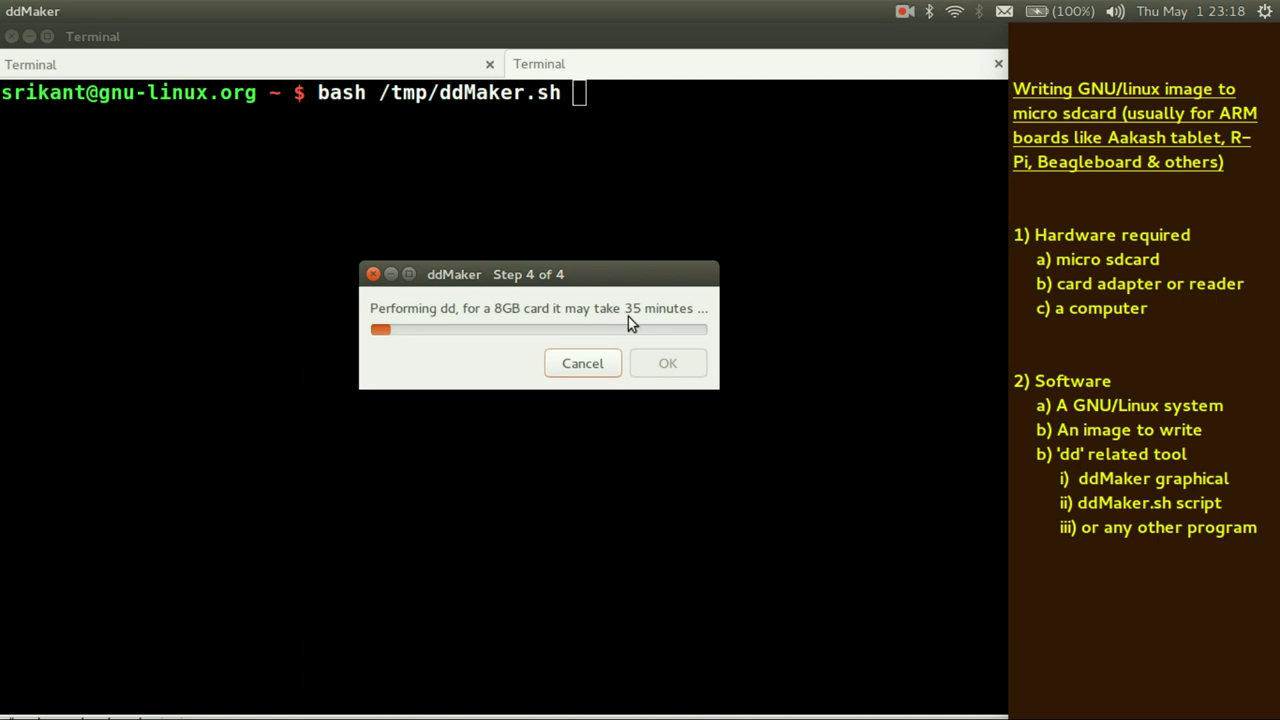 ddMaker
(100%) Thu May 1 23:18
Terminal
Terminal
Terminal
srikant@gnu-linux.org ~ $ bash /tmp/ddMaker.sh
ddMaker Step 4 of 4
Performing dd, for a 8GB card it may take 35 minutes ...
Cancel
OK
Writing GNU/linux image to
micro sdcard (usually for ARM
boards like Aakash tablet, R-
Pi, Beagleboard & others)
1) Hardware required
a) micro sdcard
b) card adapter or reader
c) a computer
2) Software
a) A GNU/Linux system
b) An image to write
b) 'dd' related tool
i) ddMaker graphical
ii) ddMaker.sh script
iii) or any other program